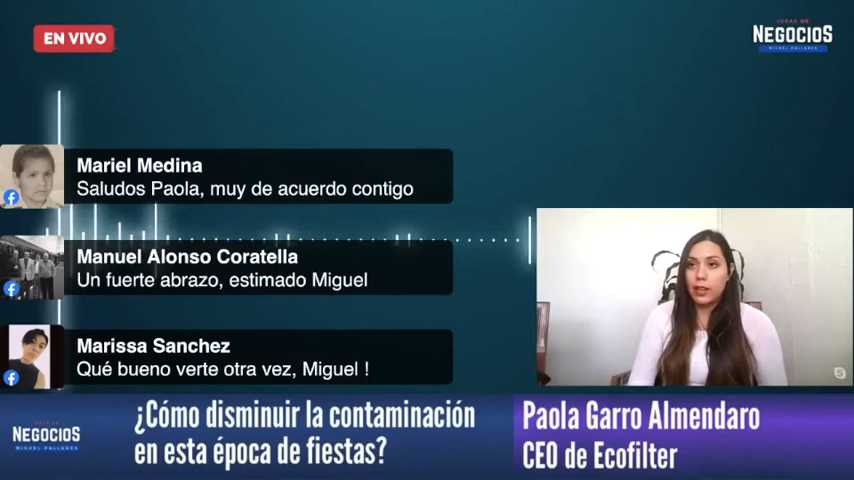 EN VIVO
IDEAS DE
NEGOCIOS
MIGUEL PALLARES
Mariel Medina
Saludos Paola, muy de acuerdo contigo
Manuel Alonso Coratella
Un fuerte abrazo, estimado Miguel
Marissa Sanchez
Qué bueno verte otra vez, Miguel !
IDEAS DE
NEGOCIOS
MIGUEL PALLARES
¿Cómo disminuir la contaminación
en esta época de fiestas?
Paola Garro Almendaro
CEO de Ecofilter